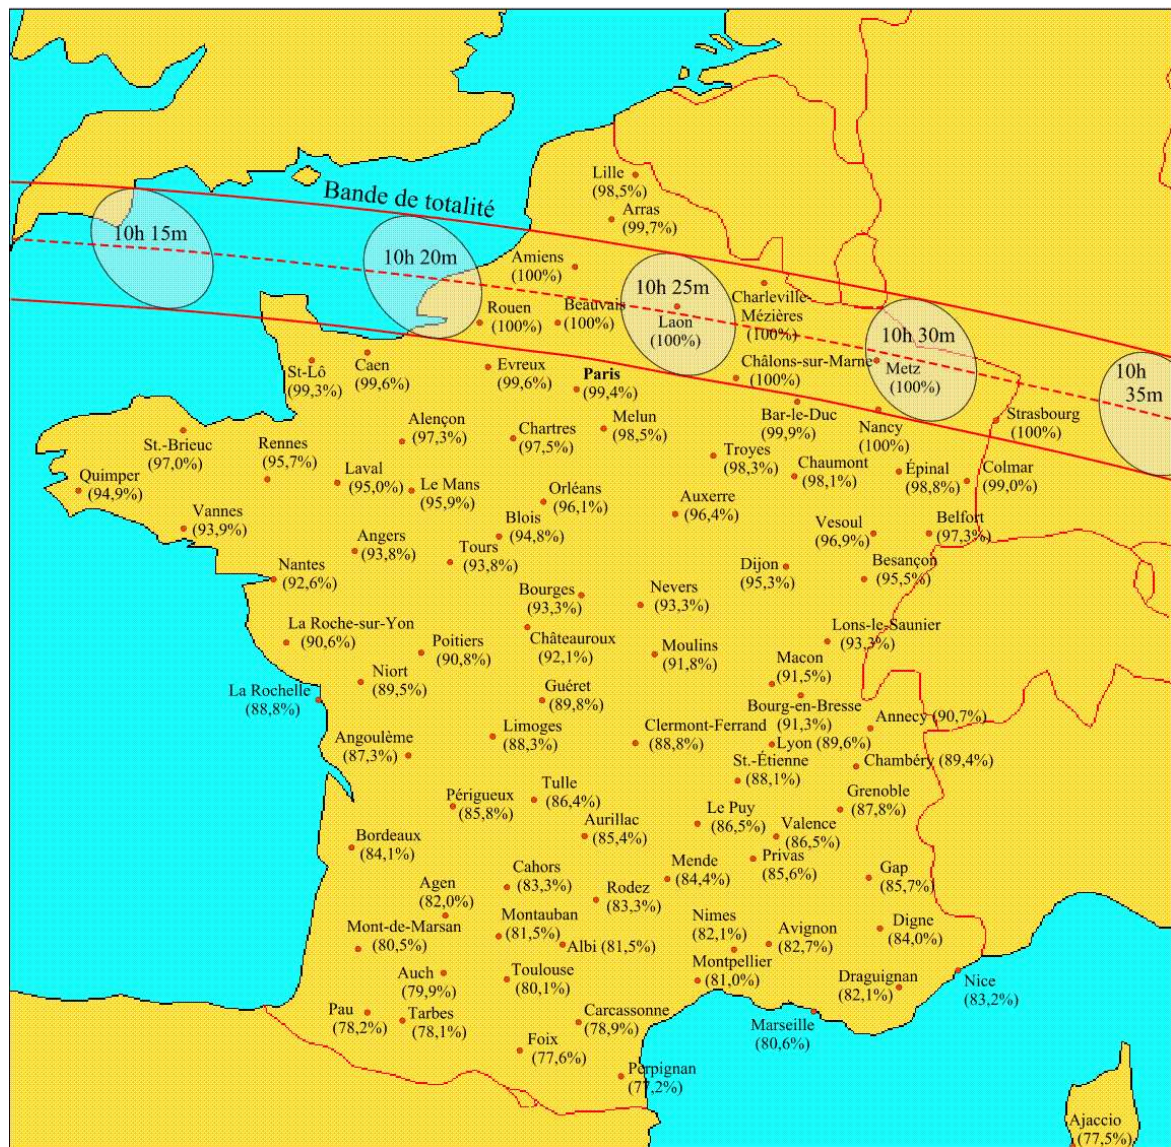 Bande de totalité
10h 15m
10h 20m
10h 25m
10h 30m
10h
35m
Lille
(98,5%)
Arras
(99,7%)
Amiens
(100%)
Rouen
(100%)
Beauvais
(100%)
Laon
(100%)
Charleville-
Mézières
(100%)
Châlons-sur-Marne
(100%)
Metz
(100%)
St-Lô
(99,3%)
Caen
(99,6%)
Evreux
(99,6%)
Paris
(99,4%)
Melun
(98,5%)
Bar-le-Duc
(99,9%)
Nancy
(100%)
Strasbourg
(100%)
St.-Brieuc
(97,0%)
Rennes
(95,7%)
Alençon
(97,3%)
Chartres
(97,5%)
Troyes
(98,3%)
Chaumont
(98,1%)
Épinal
(98,8%)
Colmar
(99,0%)
Quimper
(94,9%)
Laval
(95,0%)
Le Mans
(95,9%)
Orléans
(96,1%)
Auxerre
(96,4%)
Vannes
(93,9%)
Angers
(93,8%)
Tours
(93,8%)
Blois
(94,8%)
Vesoul
(96,9%)
Belfort
(97,3%)
Nantes
(92,6%)
Bourges
(93,3%)
Nevers
(93,3%)
Dijon
(95,3%)
Besançon
(95,5%)
La Roche-sur-Yon
(90,6%)
Poitiers
(90,8%)
Châteauroux
(92,1%)
Moulins
(91,8%)
Lons-le-Saunier
(93,3%)
Macon
(91,5%)
Niort
(89,5%)
La Rochelle
(88,8%)
Guéret
(89,8%)
Bourg-en-Bresse
(91,3%)
Annecy (90,7%)
Angoulème
(87,3%)
Limoges
(88,3%)
Clermont-Ferrand
(88,8%)
Lyon (89,6%)
St.-Étienne
(88,1%)
Chambéry (89,4%)
Périgueux
(85,8%)
Tulle
(86,4%)
Grenoble
(87,8%)
Bordeaux
(84,1%)
Aurillac
(85,4%)
Le Puy
(86,5%)
Valence
(86,5%)
Privas
(85,6%)
Agen
(82,0%)
Cahors
(83,3%)
Rodez
(83,3%)
Mende
(84,4%)
Gap
(85,7%)
Mont-de-Marsan
(80,5%)
Montauban
(81,5%)
Albi (81,5%)
Nimes
(82,1%)
Avignon
(82,7%)
Digne
(84,0%)
Auch
(79,9%)
Toulouse
(80,1%)
Montpellier
(81,0%)
Draguignan
(82,1%)
Nice
(83,2%)
Pau
(78,2%)
Tarbes
(78,1%)
Carcassonne
(78,9%)
Marseille
(80,6%)
Foix
(77,6%)
Perpignan
(77,2%)
Ajaccio
(77,5%)